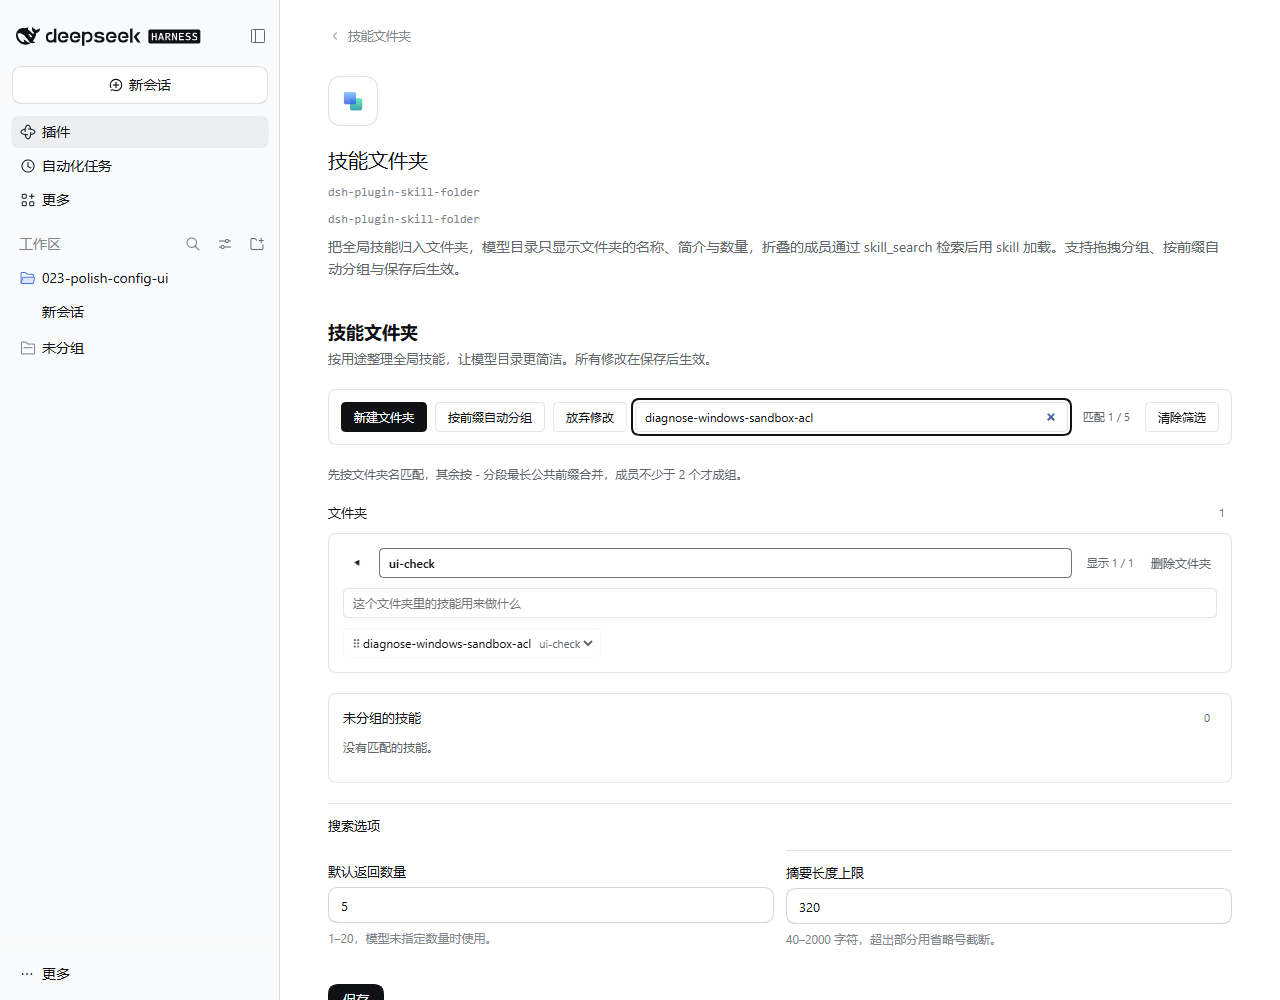 deepseek HARNESS
新会话
插件
自动化任务
更多
工作区
023-polish-config-ui
新会话
未分组
··· 更多
技能文件夹
技能文件夹
dsh-plugin-skill-folder
dsh-plugin-skill-folder
把全局技能归入文件夹，模型目录只显示文件夹的名称、简介与数量，折叠的成员通过 skill_search 检索后用 skill 加载。支持拖拽分组、按前缀自
动分组与保存后生效。
技能文件夹
按用途整理全局技能，让模型目录更简洁。所有修改在保存后生效。
新建文件夹 按前缀自动分组 放弃修改 diagnose-windows-sandbox-acl 匹配 1 / 5 清除筛选
先按文件夹名匹配，其余按 - 分段最长公共前缀合并，成员不少于 2 个才成组。
文件夹 1
ui-check 显示 1 / 1 删除文件夹
这个文件夹里的技能用来做什么
diagnose-windows-sandbox-acl ui-check
未分组的技能 0
没有匹配的技能。
搜索选项
默认返回数量
5
1–20，模型未指定数量时使用。
摘要长度上限
320
40–2000 字符，超出部分用省略号截断。
保存